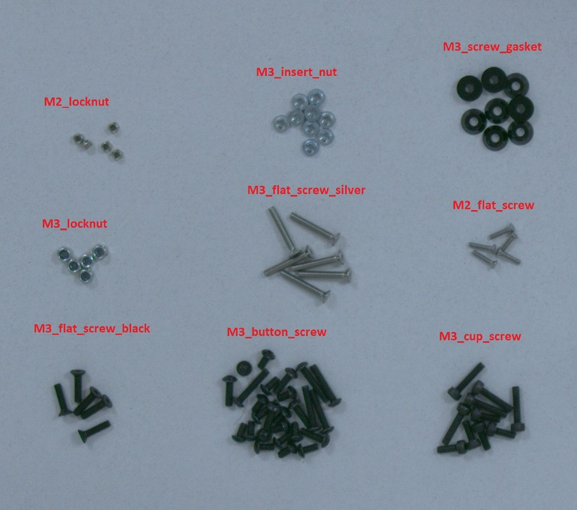 M3_screw_gasket
M3_insert_nut
M2_locknut
M3_flat_screw_silver
M2_flat_screw
M3_locknut
M3_flat_screw_black
M3_button_screw
M3_cup_screw